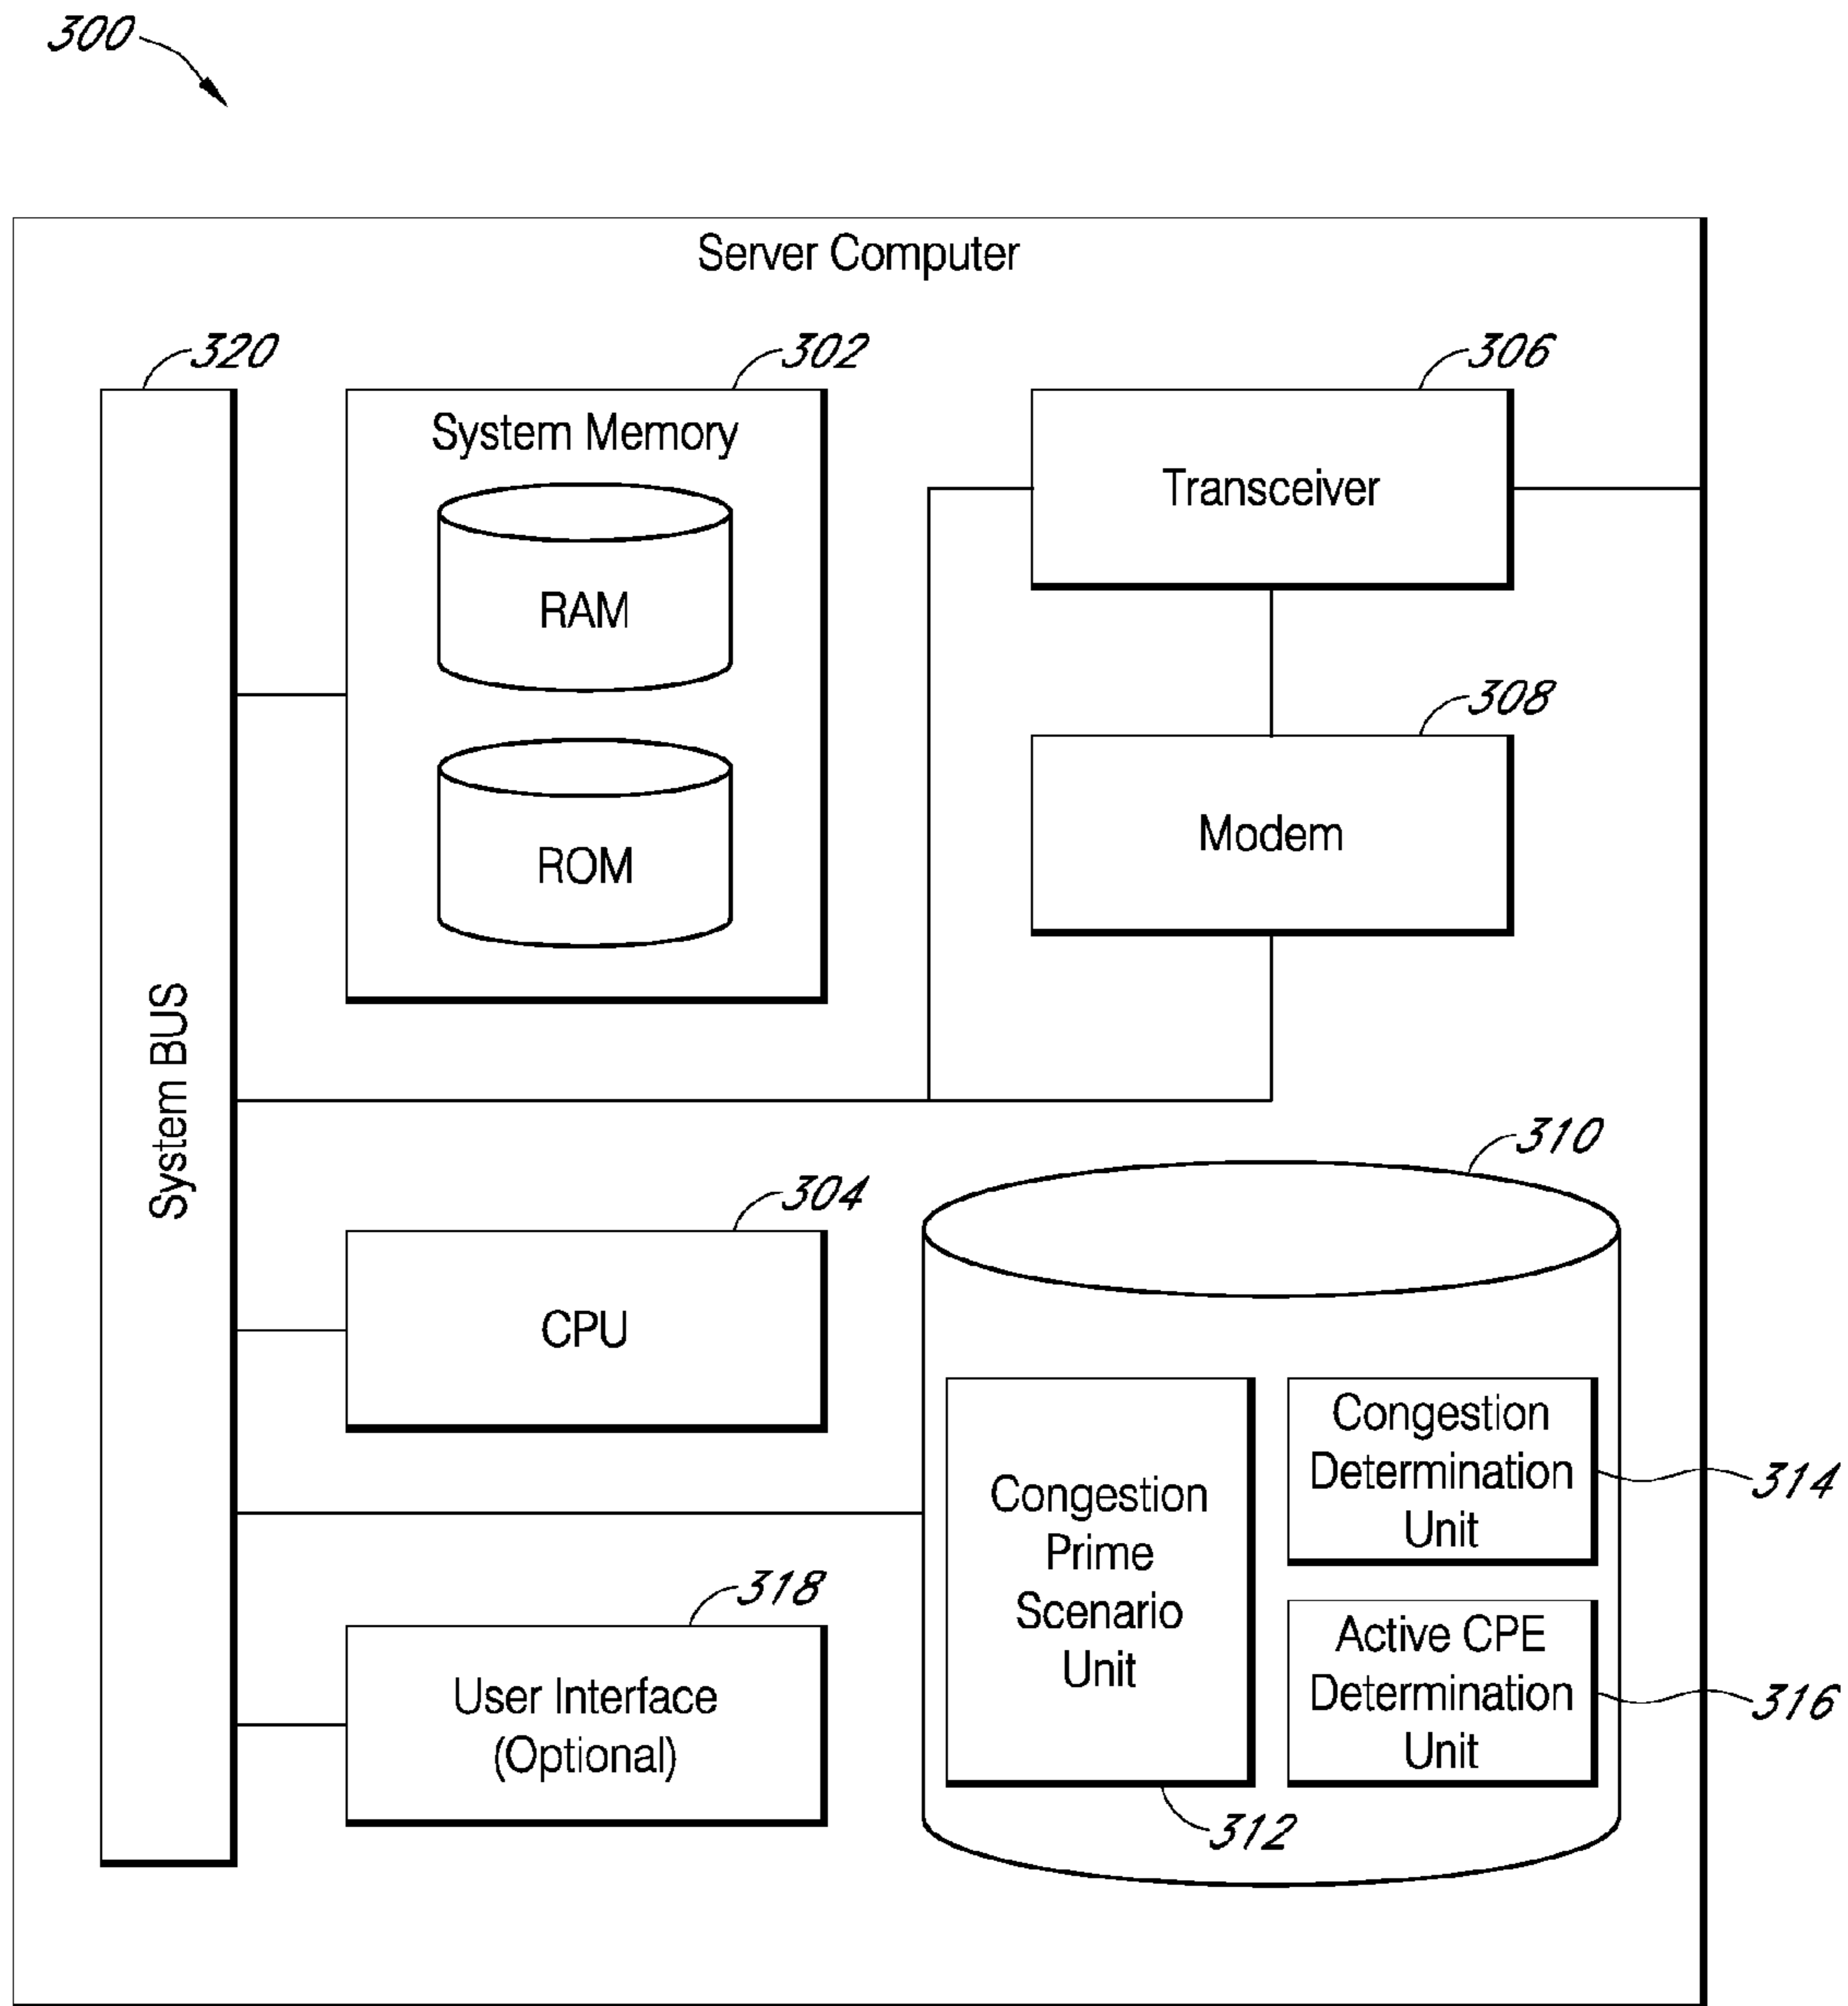 300
Server Computer
320
302
306
System Memory
Transceiver
RAM
308
Modem
ROM
System BUS
310
304
CPU
Congestion
Determination
Unit
314
Congestion
Prime
Scenario
Unit
318
Active CPE
Determination
Unit
316
User Interface
(Optional)
312